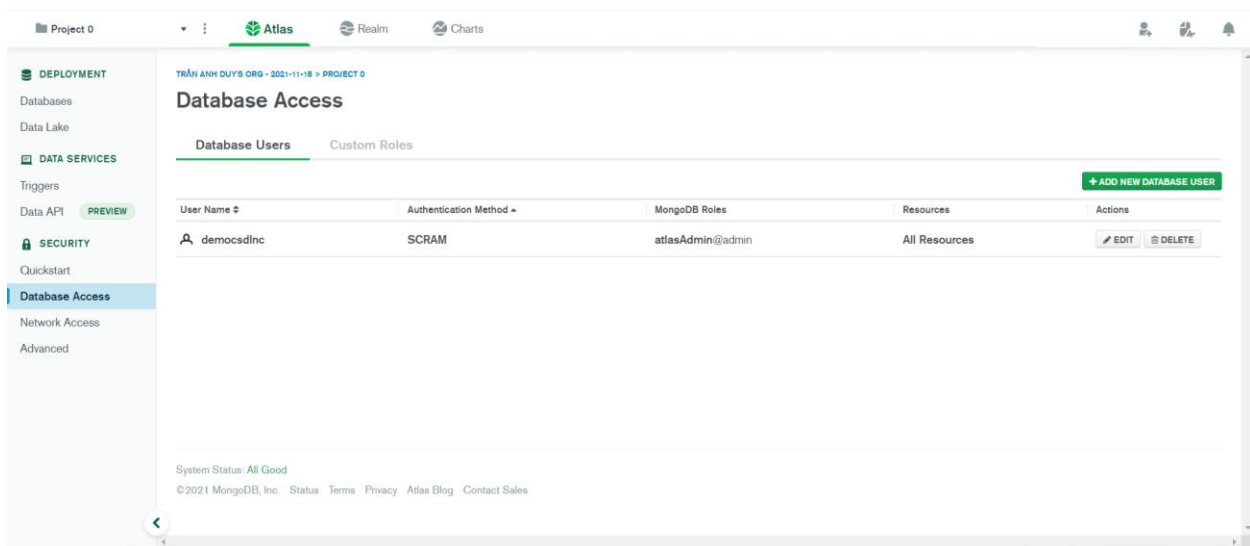 Project 0
Atlas
Realm
Charts
DEPLOYMENT
Databases
Data Lake
DATA SERVICES
Triggers
Data API PREVIEW
SECURITY
Quickstart
Database Access
Network Access
Advanced
TRẦN ANH DUY'S ORG - 2021-11-18 > PROJECT 0
Database Access
Database Users Custom Roles
+ ADD NEW DATABASE USER
User Name Authentication Method MongoDB Roles Resources Actions
democsdlnc SCRAM atlasAdmin@admin All Resources EDIT DELETE
System Status: All Good
©2021 MongoDB, Inc. Status Terms Privacy Atlas Blog Contact Sales